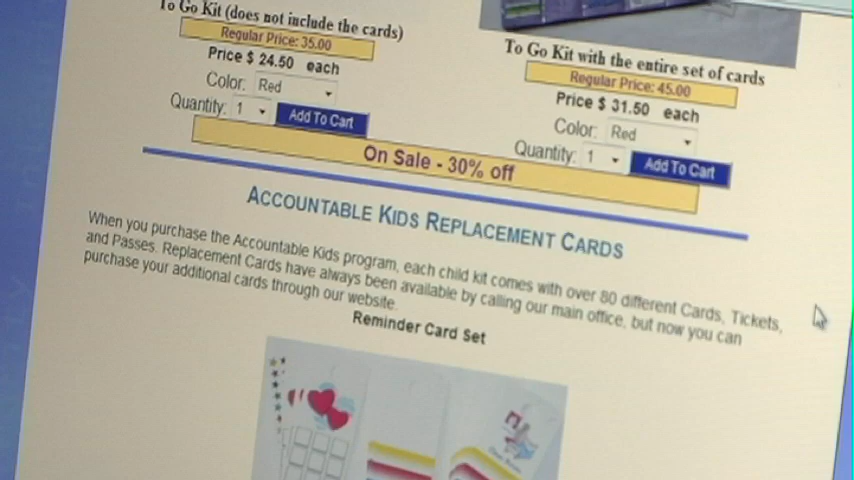 To Go Kit (does not include the cards)
Regular Price: 35.00
Price $ 24.50 each
Color: Red
Quantity: 1 Add To Cart
To Go Kit with the entire set of cards
Regular Price: 45.00
Price $ 31.50 each
Color: Red
Quantity: 1 Add To Cart
On Sale - 30% off
ACCOUNTABLE KIDS REPLACEMENT CARDS
When you purchase the Accountable Kids program, each child kit comes with over 80 different Cards, Tickets,
and Passes. Replacement Cards have always been available by calling our main office, but now you can
purchase your additional cards through our website.
Reminder Card Set